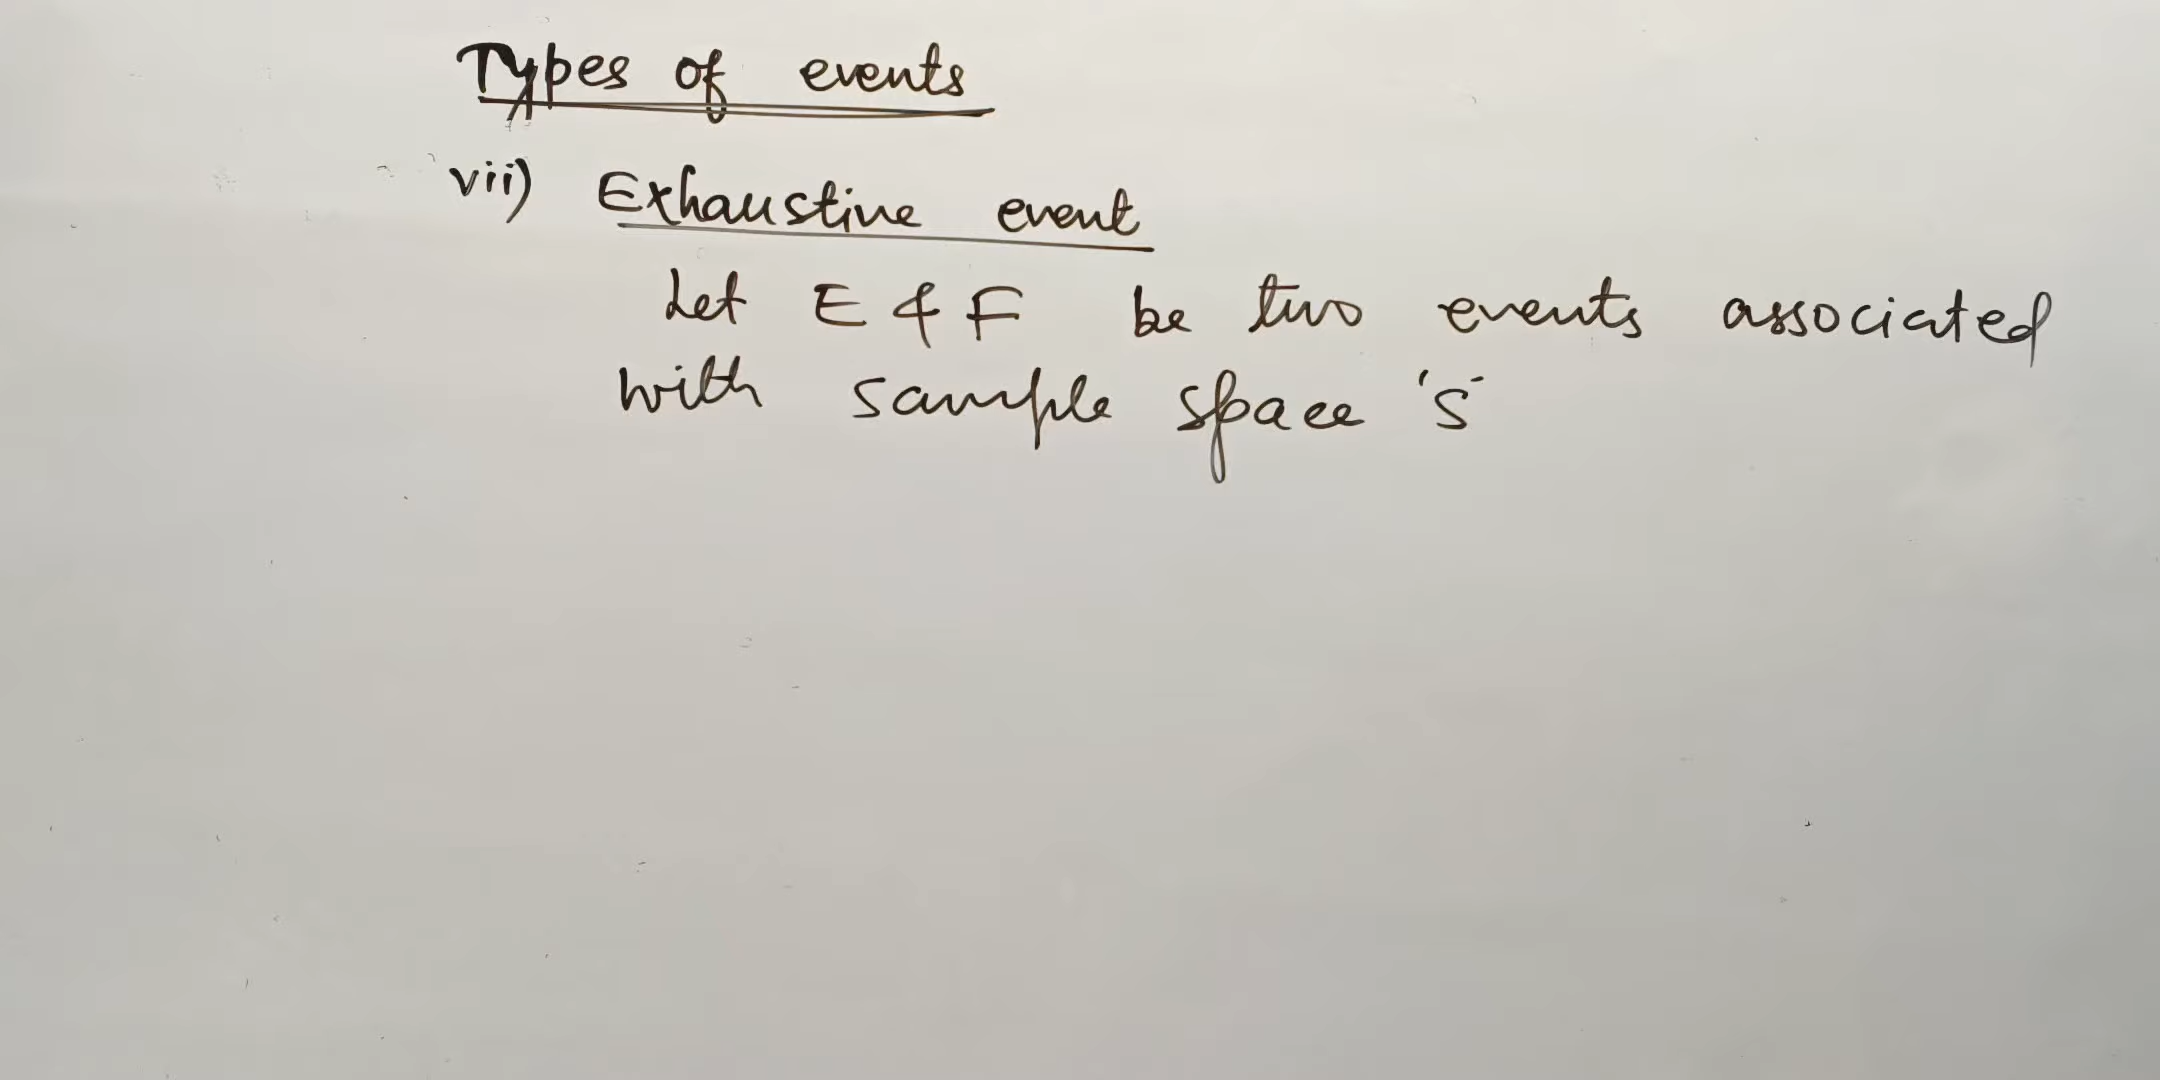 Types of events
vii) Exhaustive event
Let E & F be two events associated
with sample space 's'